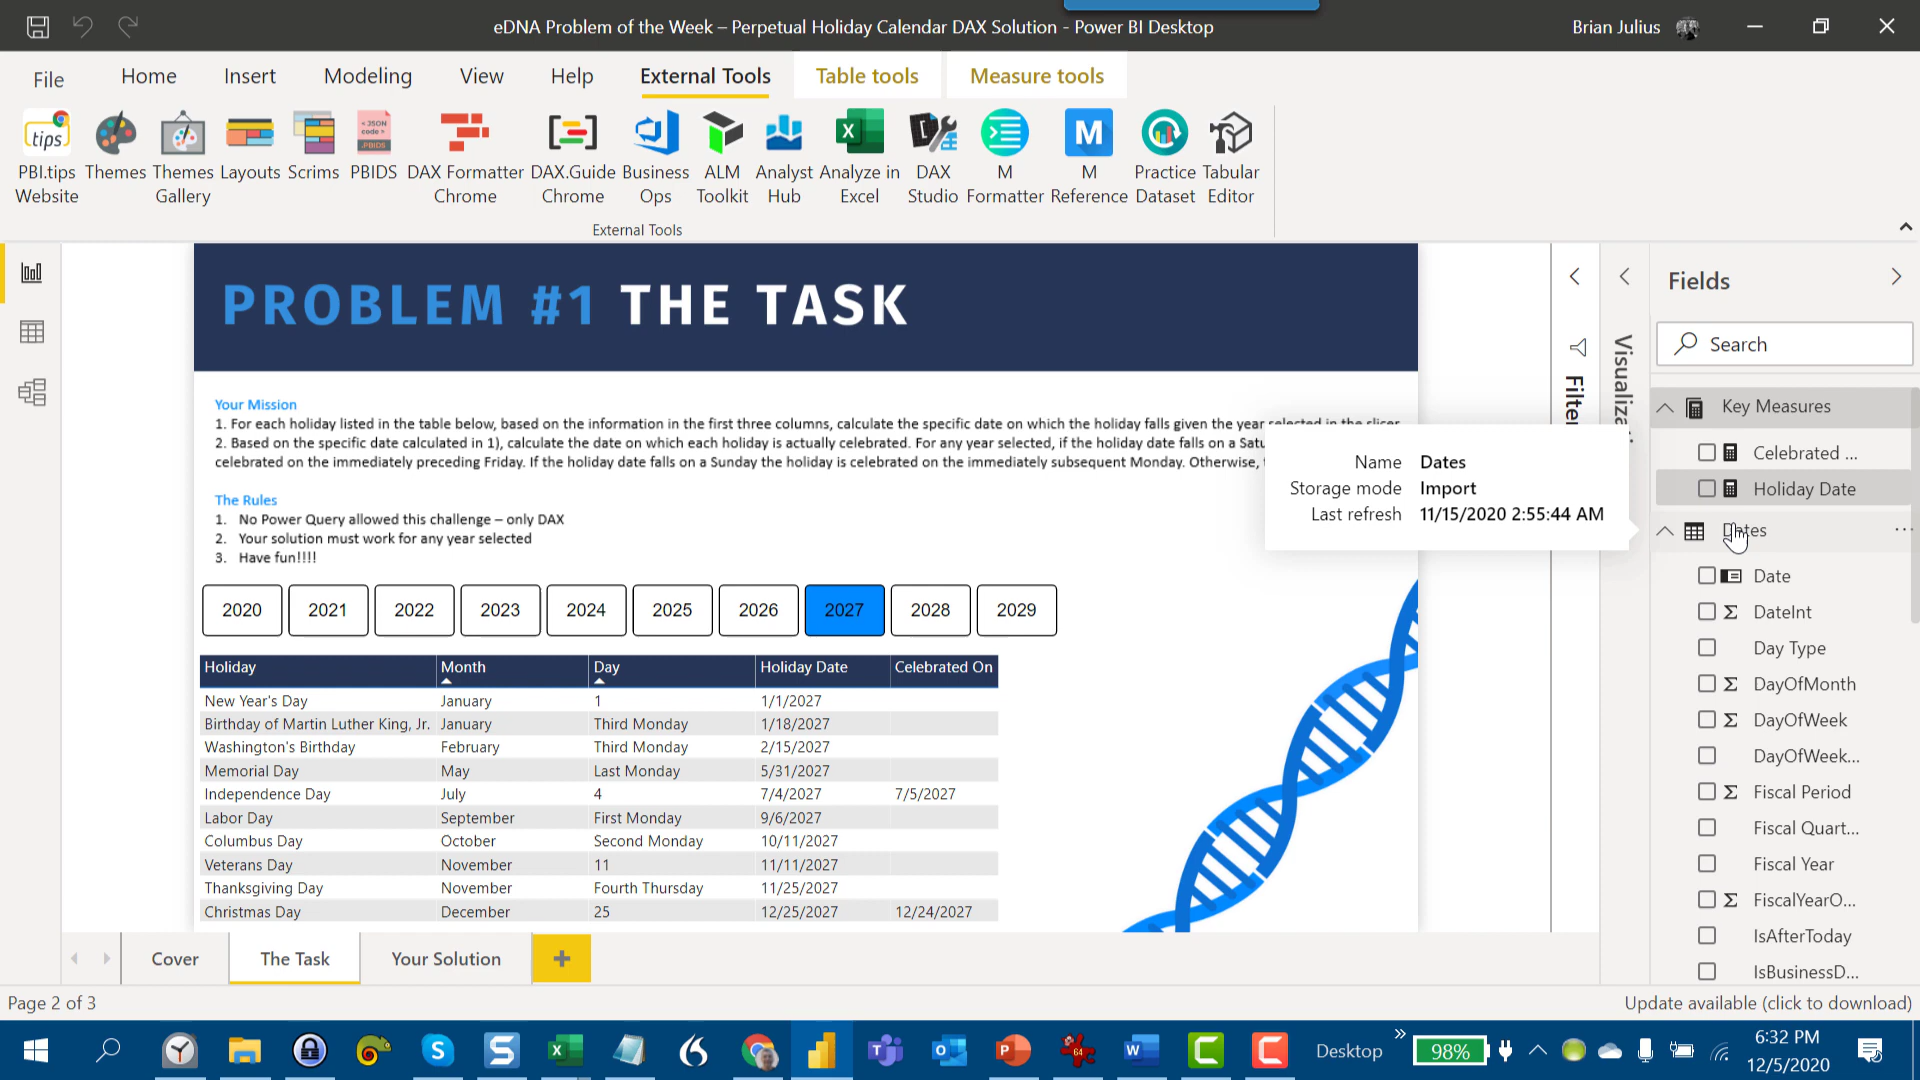 eDNA Problem of the Week – Perpetual Holiday Calendar DAX Solution - Power BI Desktop
Brian Julius
File Home Insert Modeling View Help External Tools Table tools Measure tools
tips
< JSON code > .PBIDS
PBI.tips Website
Themes
Themes Gallery
Layouts
Scrims
PBIDS
DAX Formatter Chrome
DAX.Guide Chrome
Business Ops
ALM Toolkit
Analyst Hub
Analyze in Excel
DAX Studio
M Formatter
M
M Reference
Practice Dataset
Tabular Editor
External Tools
PROBLEM #1 THE TASK
Your Mission
1. For each holiday listed in the table below, based on the information in the first three columns, calculate the specific date on which the holiday falls given the year selected in the slicer
2. Based on the specific date calculated in 1), calculate the date on which each holiday is actually celebrated. For any year selected, if the holiday date falls on a Satu
celebrated on the immediately preceding Friday. If the holiday date falls on a Sunday the holiday is celebrated on the immediately subsequent Monday. Otherwise,
The Rules
1. No Power Query allowed this challenge – only DAX
2. Your solution must work for any year selected
3. Have fun!!!!
2020 2021 2022 2023 2024 2025 2026 2027 2028 2029
Holiday Month Day Holiday Date Celebrated On
New Year's Day January 1 1/1/2027
Birthday of Martin Luther King, Jr. January Third Monday 1/18/2027
Washington's Birthday February Third Monday 2/15/2027
Memorial Day May Last Monday 5/31/2027
Independence Day July 4 7/4/2027 7/5/2027
Labor Day September First Monday 9/6/2027
Columbus Day October Second Monday 10/11/2027
Veterans Day November 11 11/11/2027
Thanksgiving Day November Fourth Thursday 11/25/2027
Christmas Day December 25 12/25/2027 12/24/2027
Name Dates
Storage mode Import
Last refresh 11/15/2020 2:55:44 AM
Filter
Visualiza
Fields
Search
Key Measures
Celebrated ...
Holiday Date
Dates ...
Date
DateInt
Day Type
DayOfMonth
DayOfWeek
DayOfWeek...
Fiscal Period
Fiscal Quart...
Fiscal Year
FiscalYearO...
IsAfterToday
IsBusinessD...
Cover The Task Your Solution +
Page 2 of 3
Update available (click to download)
Desktop
98%
6:32 PM
12/5/2020